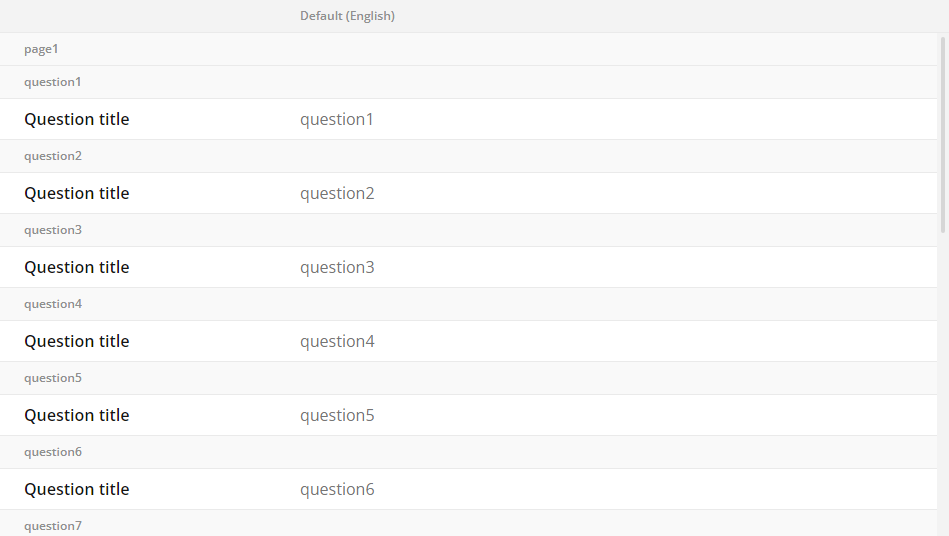 Default (English)
page1
question1
Question title question1
question2
Question title question2
question3
Question title question3
question4
Question title question4
question5
Question title question5
question6
Question title question6
question7